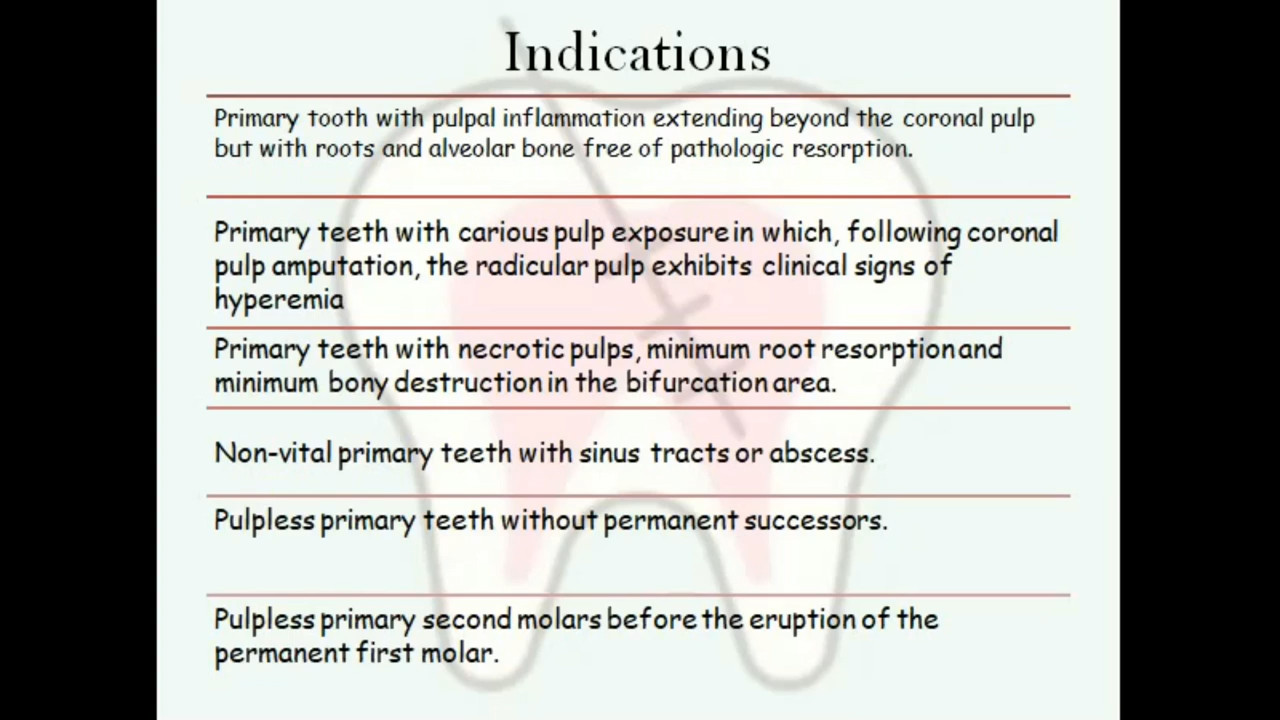 Indications
Primary tooth with pulpal inflammation extending beyond the coronal pulp
but with roots and alveolar bone free of pathologic resorption.
Primary teeth with carious pulp exposure in which, following coronal
pulp amputation, the radicular pulp exhibits clinical signs of
hyperemia
Primary teeth with necrotic pulps, minimum root resorption and
minimum bony destruction in the bifurcation area.
Non-vital primary teeth with sinus tracts or abscess.
Pulpless primary teeth without permanent successors.
Pulpless primary second molars before the eruption of the
permanent first molar.